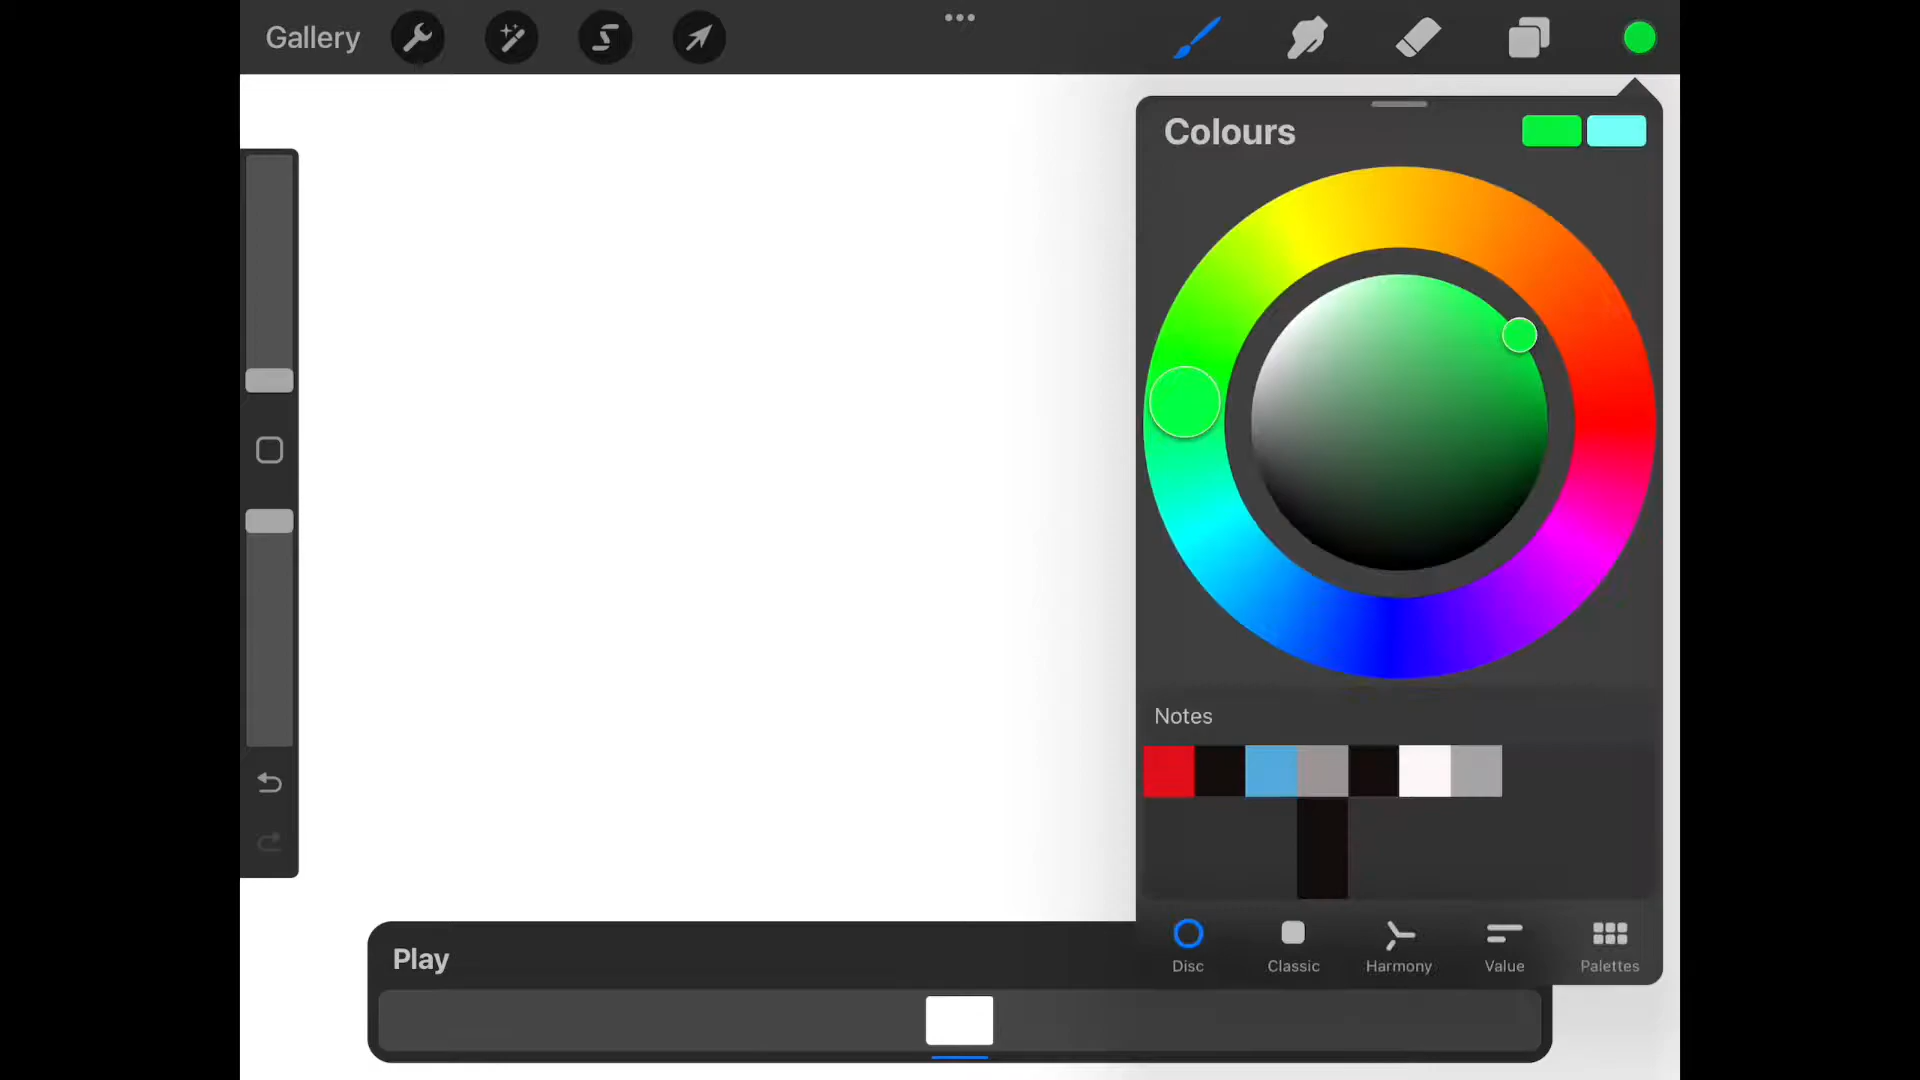 Gallery
Colours
Notes
Disc
Classic
Harmony
Value
Palettes
Play